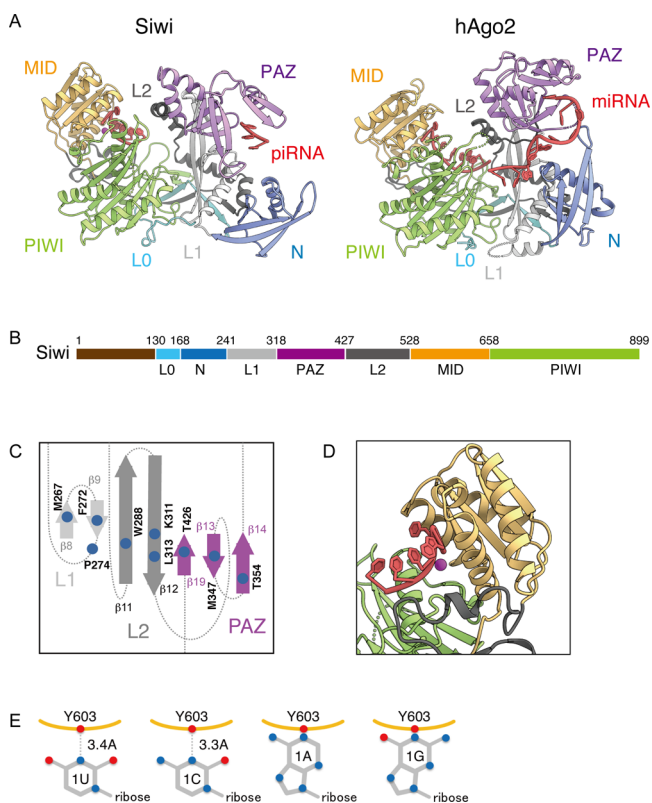 A
Siwi
hAgo2
MID
L2
PAZ
piRNA
PIWI
L0
L1
N
MID
L2
PAZ
miRNA
PIWI
L0
L1
N
B
1 130 168 241 318 427 528 658 899
Siwi
L0 N L1 PAZ L2 MID PIWI
C
M267
F272
β9
β8
P274
L1
W288
K311
L313
T426
β13
β14
β19
β12
M347
T354
β11
L2
PAZ
D
E
Y603 Y603 Y603 Y603
3.4A 3.3A
1U 1C 1A 1G
ribose ribose ribose ribose